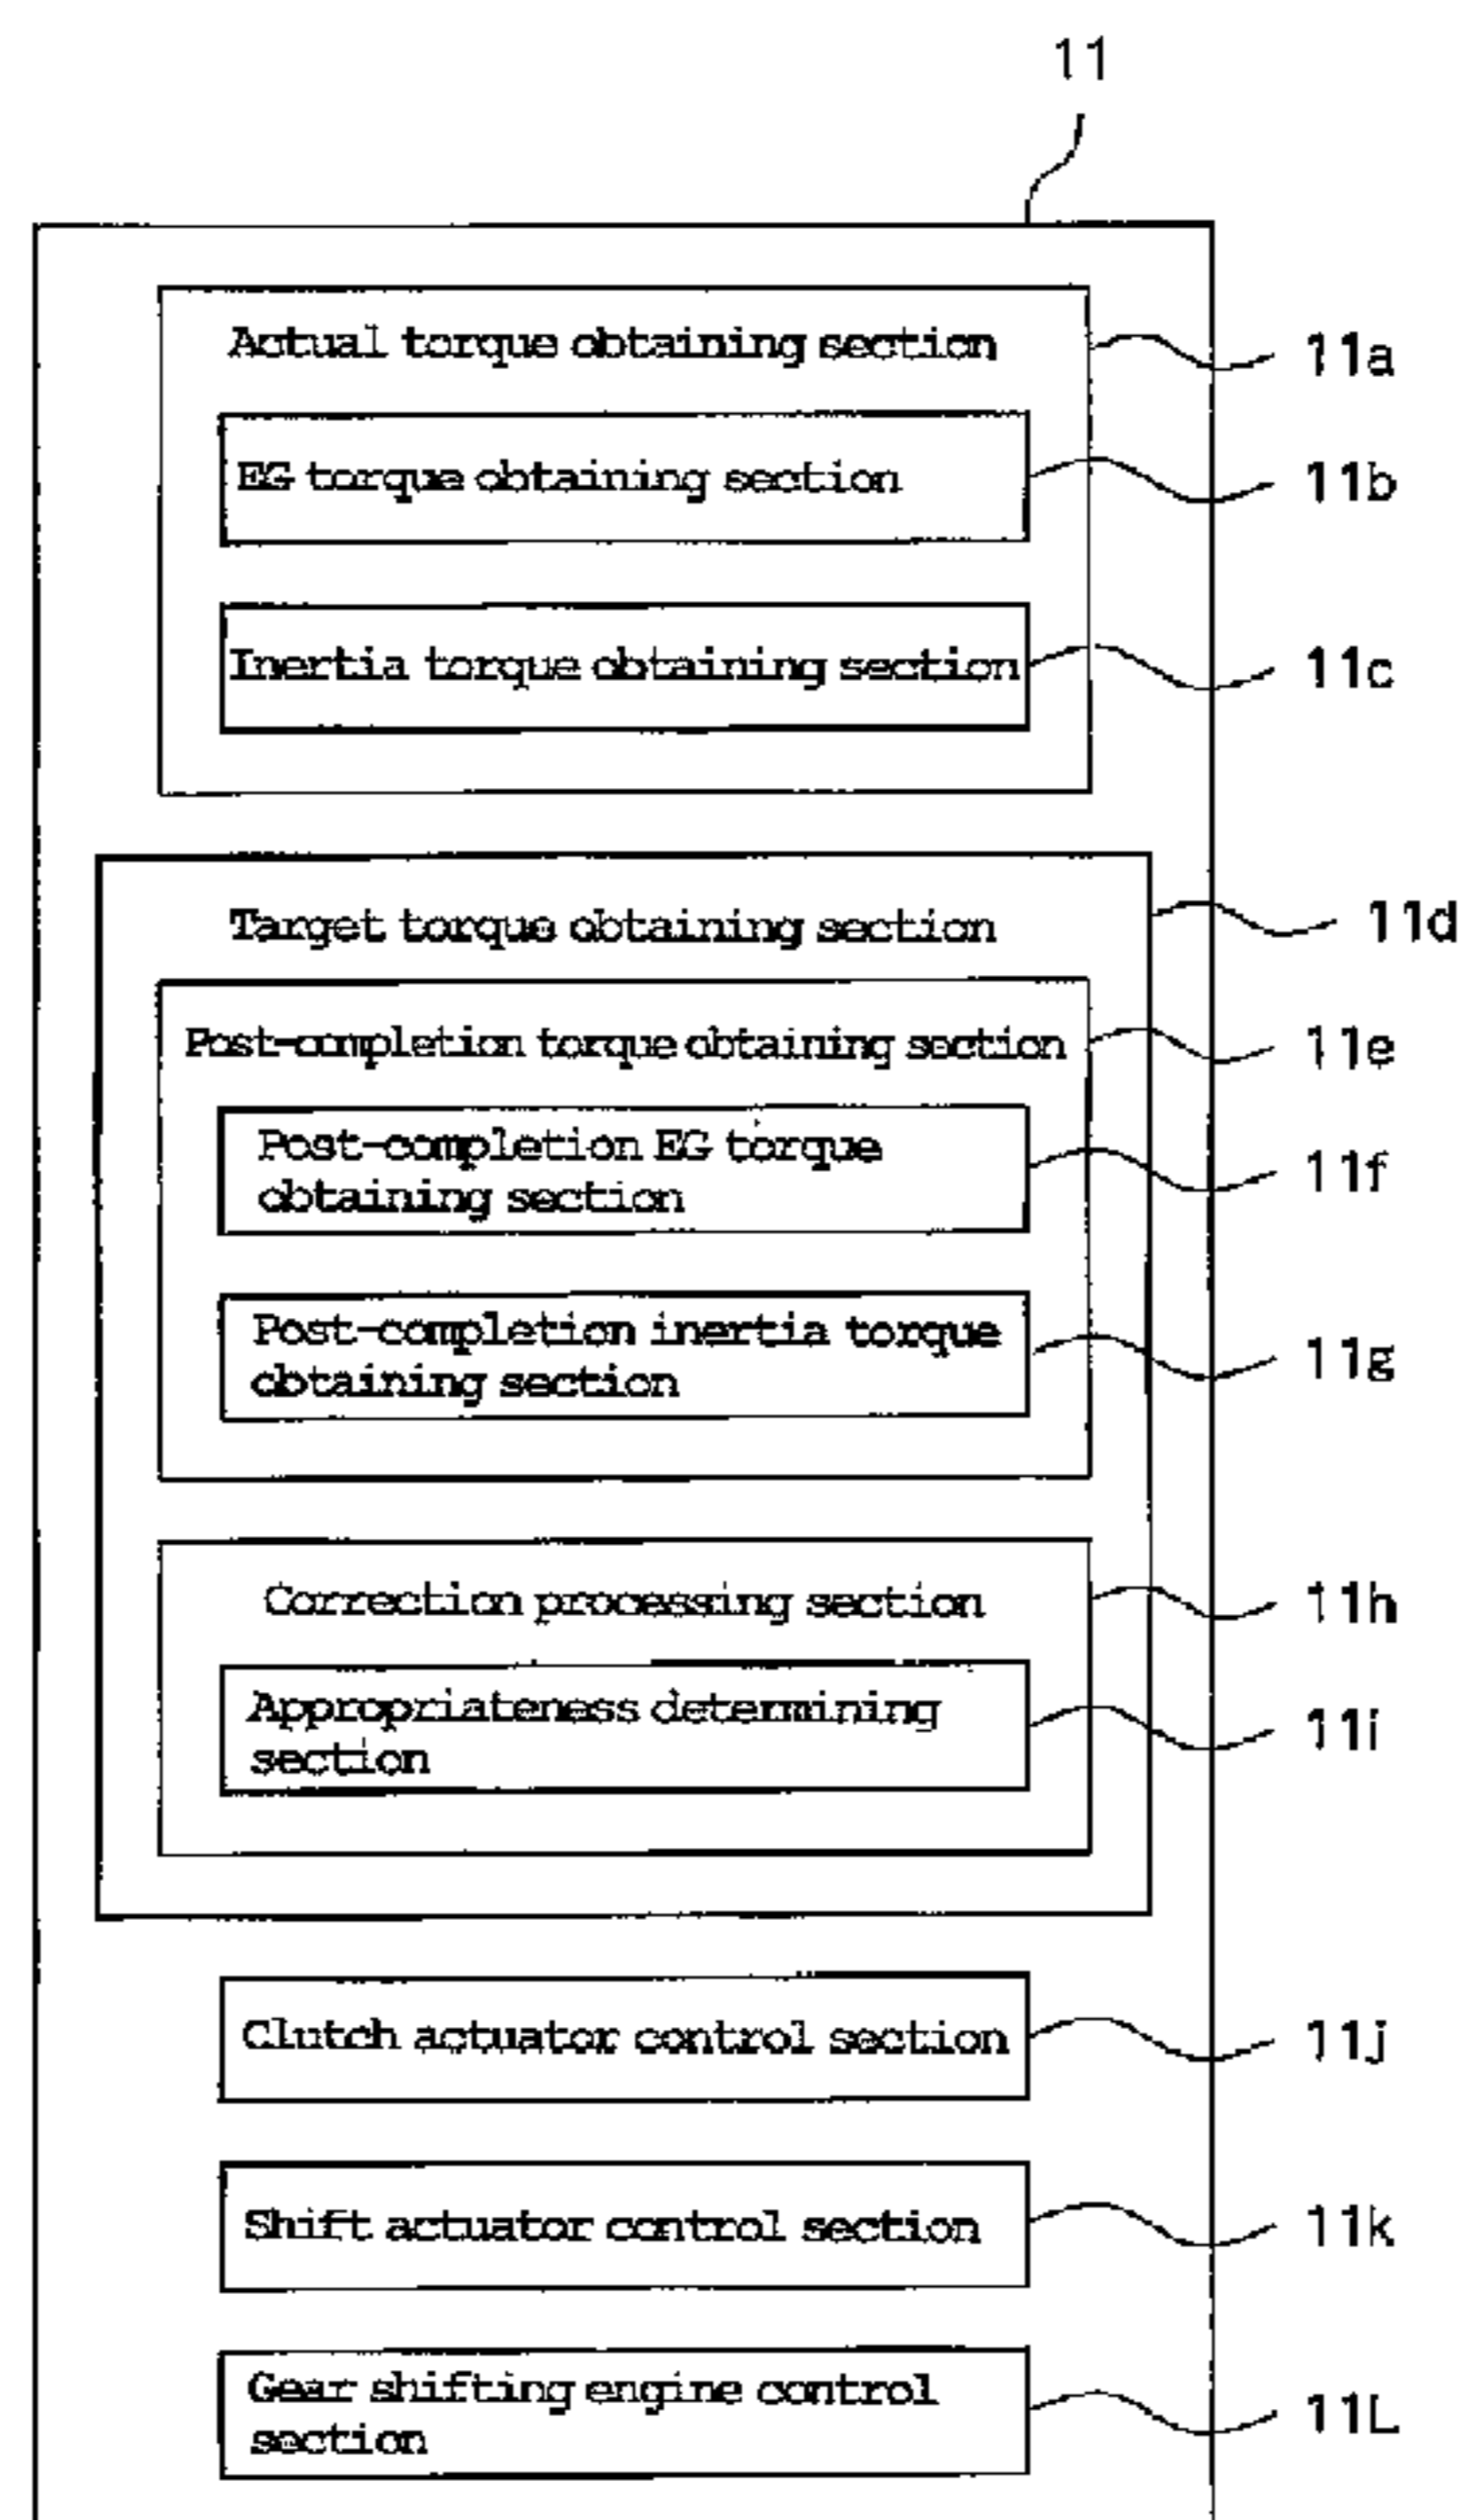 11
Actual torque obtaining section
11a
EG torque obtaining section
11b
Inertia torque obtaining section
11c
Target torque obtaining section
11d
Post-completion torque obtaining section
11e
Post-completion EG torque
obtaining section
11f
Post-completion inertia torque
obtaining section
11g
Correction processing section
11h
Appropriateness determining
section
11i
Clutch actuator control section
11j
Shift actuator control section
11k
Gear shifting engine control
section
11L